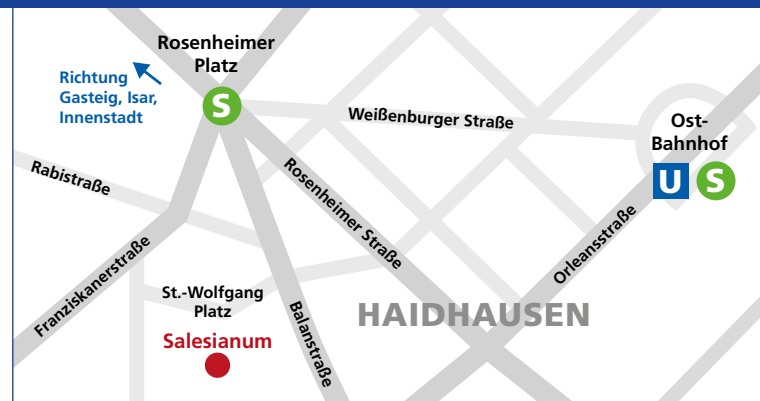 Rosenheimer
Platz
Richtung
Gasteig, Isar,
Innenstadt
S
Weißenburger Straße
Ost-
Bahnhof
U S
Rabistraße
Rosenheimer Straße
Orleansstraße
Franziskanerstraße
St.-Wolfgang
Platz
Balanstraße
HAIDHAUSEN
Salesianum